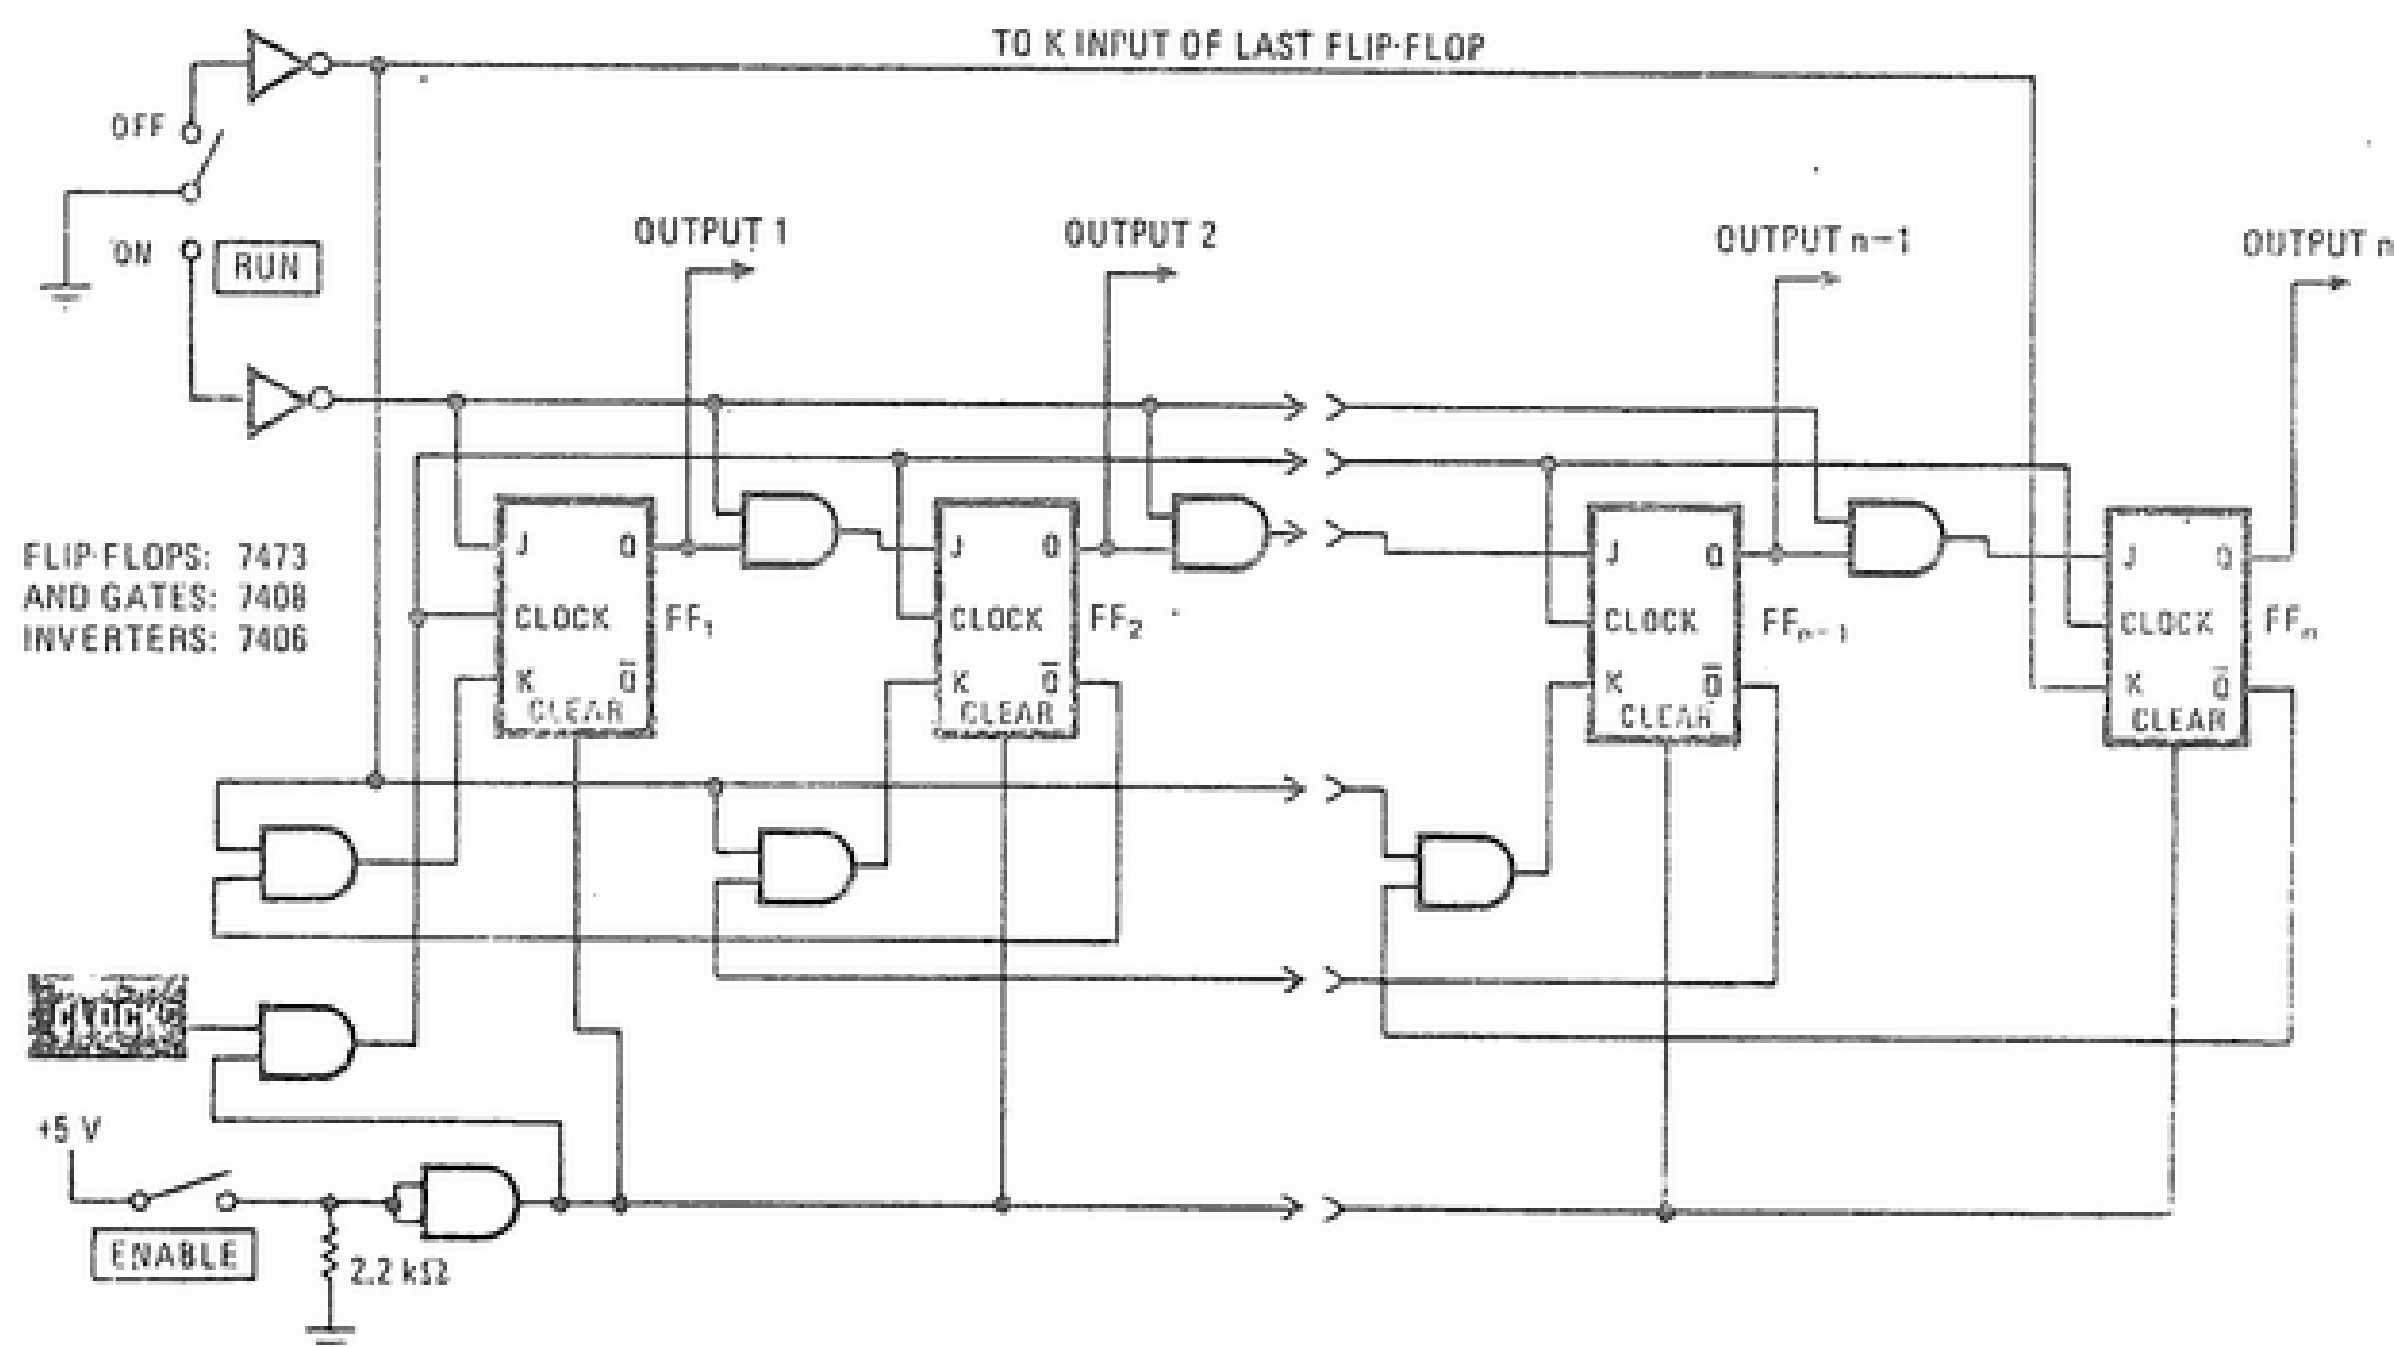 TO K INPUT OF LAST FLIP-FLOP
OFF
ON
RUN
OUTPUT 1
OUTPUT 2
OUTPUT n-1
OUTPUT n
FLIP-FLOPS: 7473
AND GATES: 7408
INVERTERS: 7406
J Q
CLOCK
K Q̅
CLEAR
FF₁
J Q
CLOCK
K Q̅
CLEAR
FF₂
J Q
CLOCK
K Q̅
CLEAR
FFₙ₋₁
J Q
CLOCK
K Q̅
CLEAR
FFₙ
CLOCK
+5 V
ENABLE
2.2 kΩ